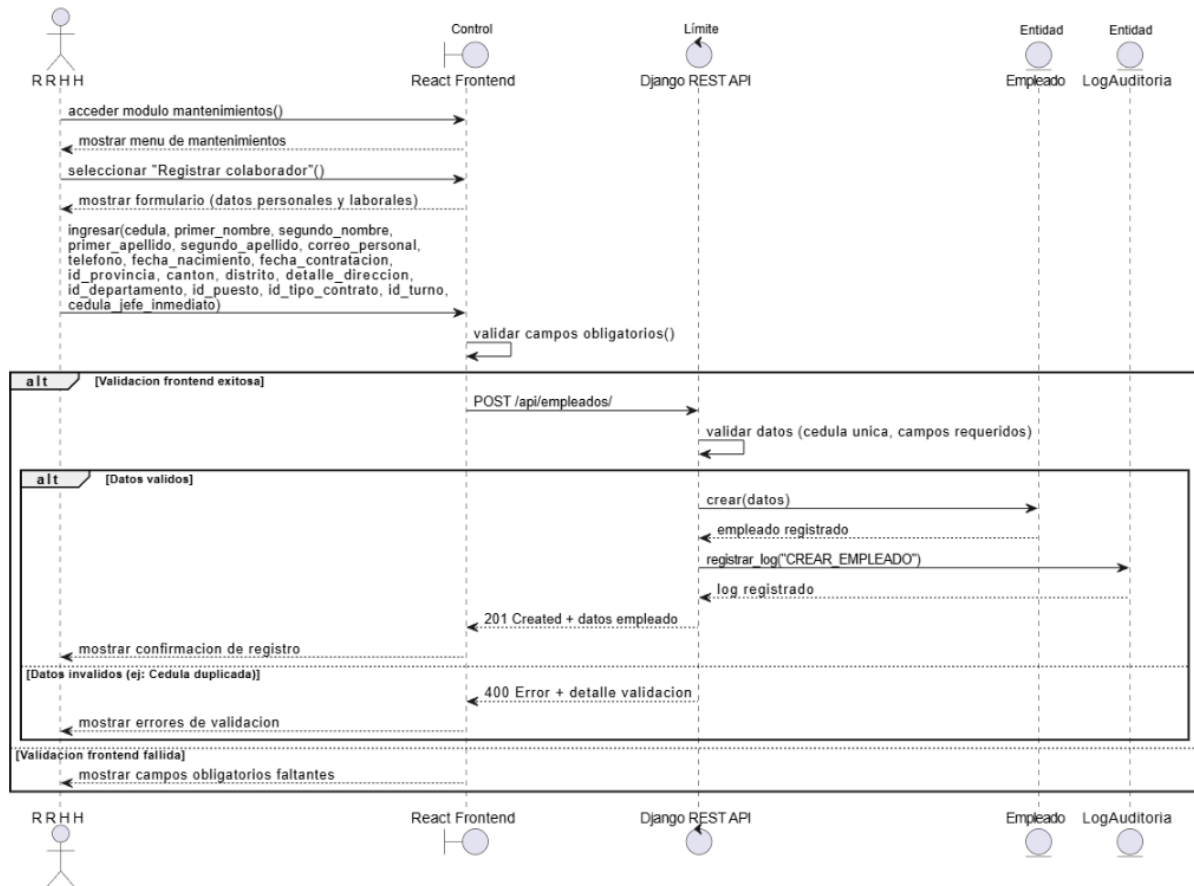 Control
Límite
Entidad
Entidad
RRHH
React Frontend
Django REST API
Empleado
LogAuditoria
acceder modulo mantenimientos()
mostrar menu de mantenimientos
seleccionar "Registrar colaborador"()
mostrar formulario (datos personales y laborales)
ingresar(cedula, primer_nombre, segundo_nombre,
primer_apellido, segundo_apellido, correo_personal,
telefono, fecha_nacimiento, fecha_contratacion,
id_provincia, canton, distrito, detalle_direccion,
id_departamento, id_puesto, id_tipo_contrato, id_turno,
cedula_jefe_inmediato)
validar campos obligatorios()
alt
[Validacion frontend exitosa]
POST /api/empleados/
validar datos (cedula unica, campos requeridos)
alt
[Datos validos]
crear(datos)
empleado registrado
registrar_log("CREAR_EMPLEADO")
log registrado
201 Created + datos empleado
mostrar confirmacion de registro
[Datos invalidos (ej: Cedula duplicada)]
400 Error + detalle validacion
mostrar errores de validacion
[Validacion frontend fallida]
mostrar campos obligatorios faltantes
RRHH
React Frontend
Django REST API
Empleado
LogAuditoria